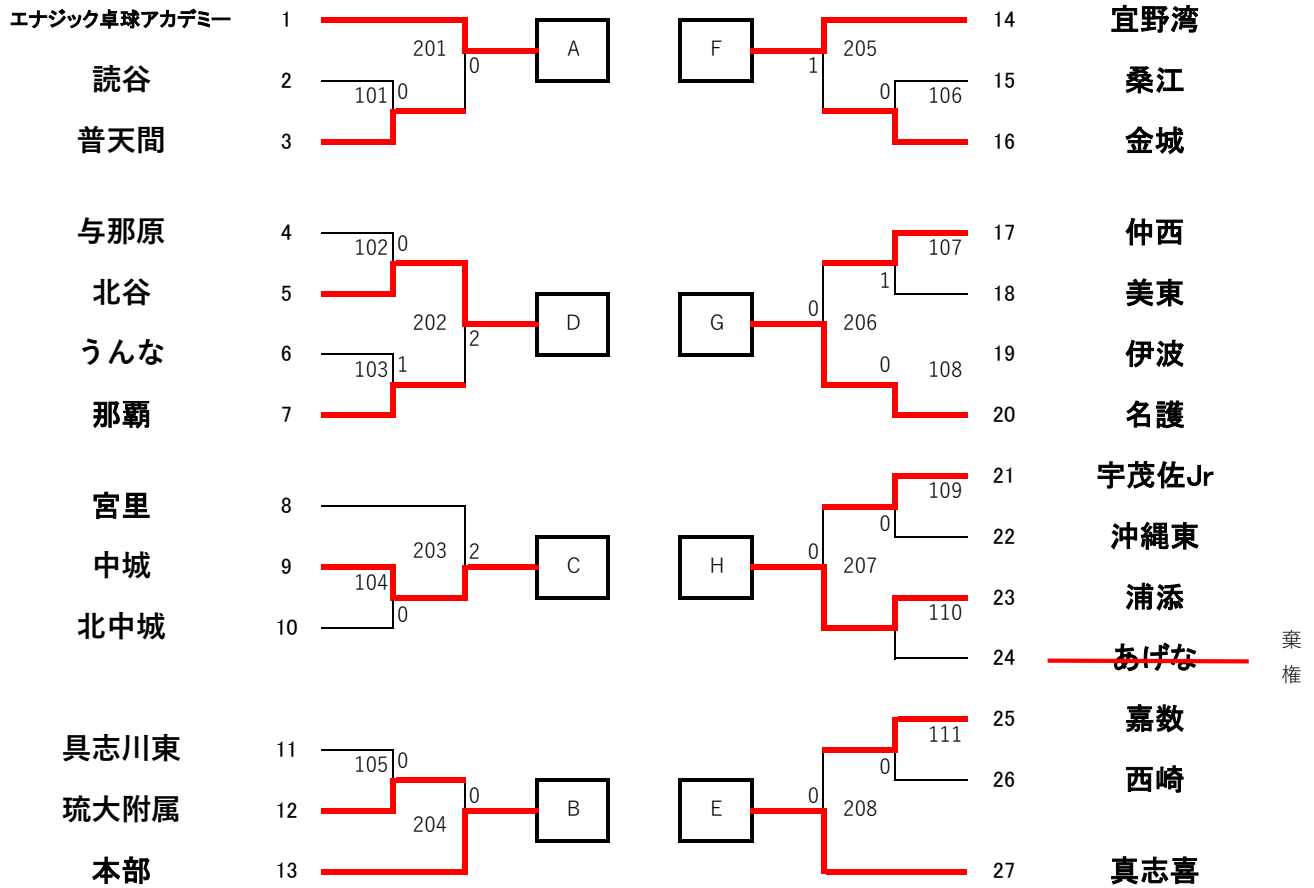 エナジック卓球アカデミー 1 201 0 A F 1 205 14 宜野湾
読谷 2 101 0 0 106 15 桑江
普天間 3 16 金城
与那原 4 102 0 107 17 仲西
北谷 5 202 2 D G 0 206 1 18 美東
うんな 6 103 1 0 108 19 伊波
那覇 7 20 名護
宮里 8 109 21 宇茂佐Jr
中城 9 104 203 2 C H 0 207 0 22 沖縄東
北中城 10 0 110 23 浦添
24 あげな 棄権
具志川東 11 105 0 111 25 嘉数
琉大附属 12 204 0 B E 0 208 0 26 西崎
本部 13 27 真志喜